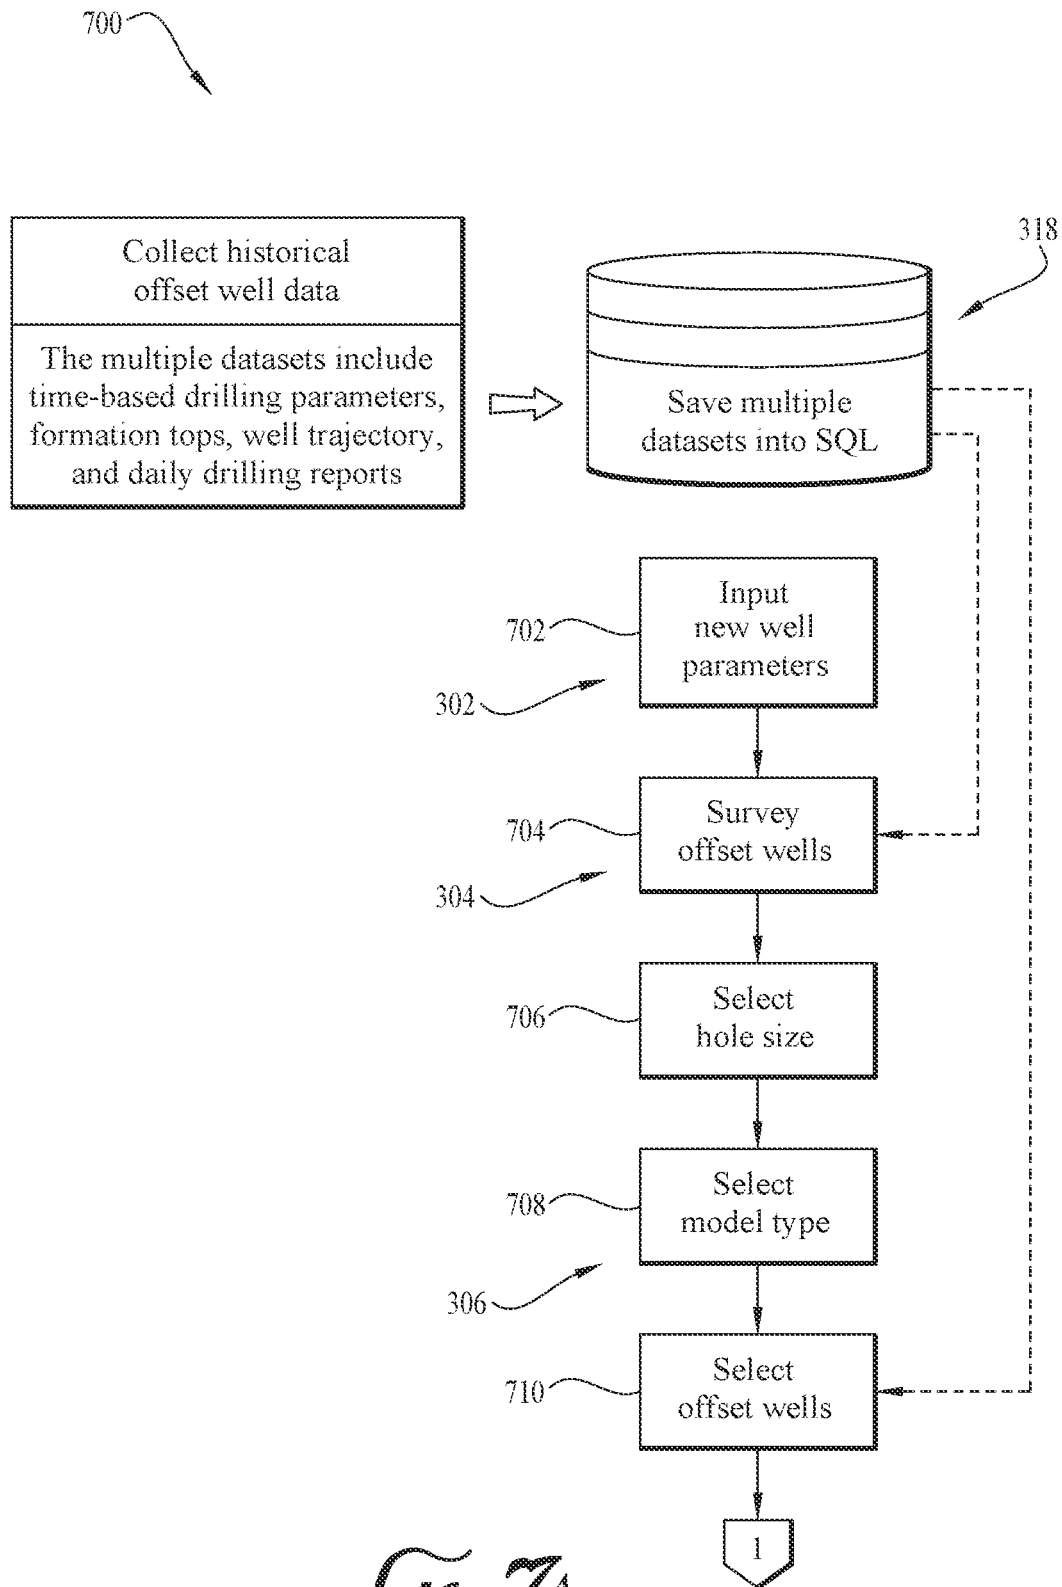 700
Collect historical
offset well data
The multiple datasets include
time-based drilling parameters,
formation tops, well trajectory,
and daily drilling reports
318
Save multiple
datasets into SQL
702
Input
new well
parameters
302
704
Survey
offset wells
304
706
Select
hole size
708
Select
model type
306
710
Select
offset wells
1